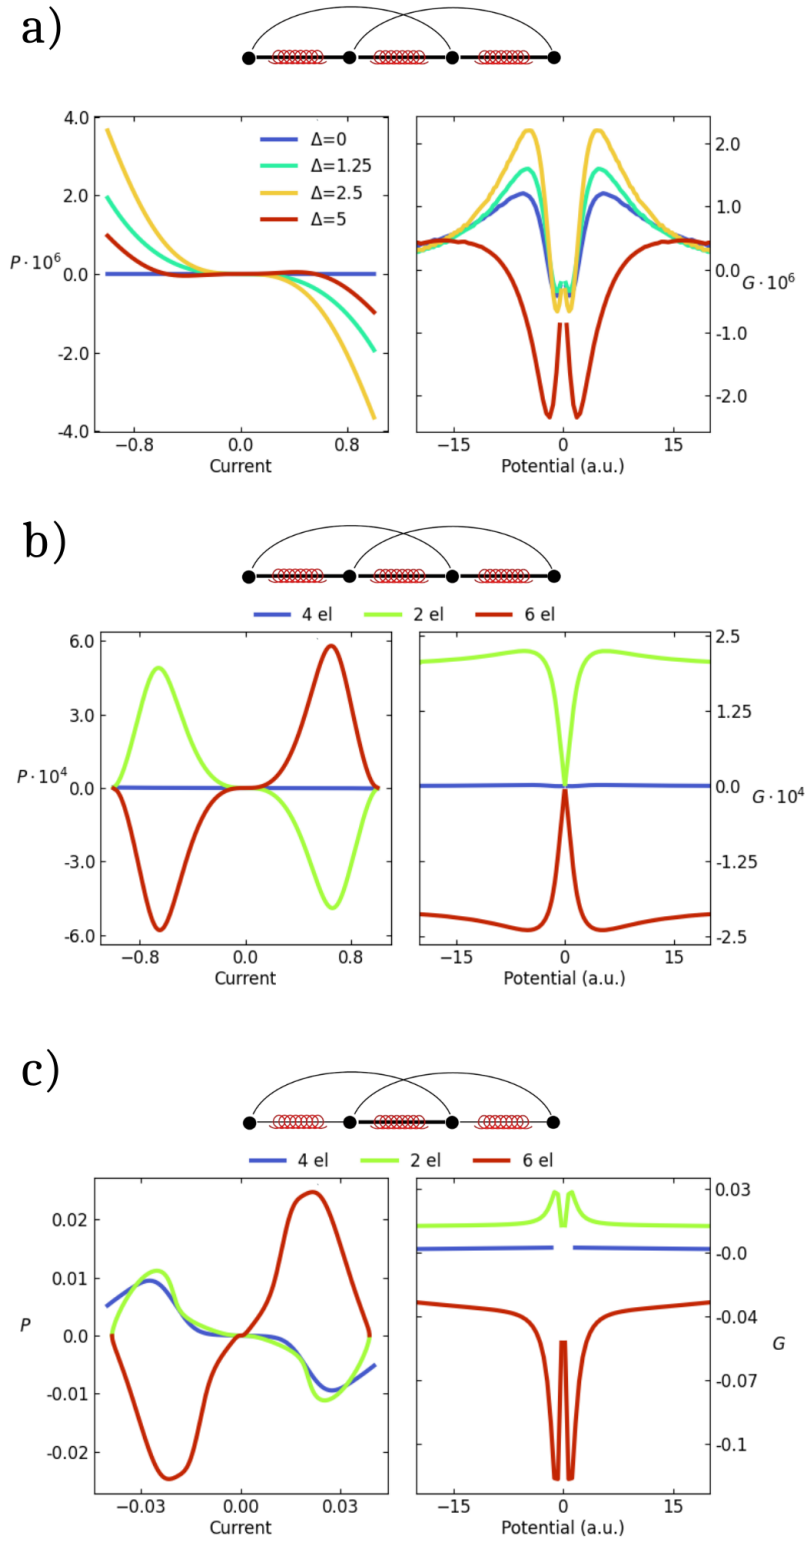 a)
4.0
2.0
P · 10⁶
0.0
-2.0
-4.0
Δ=0
Δ=1.25
Δ=2.5
Δ=5
−0.8 0.0 0.8
Current
2.0
1.0
0.0
G · 10⁶
-1.0
-2.0
−15 0 15
Potential (a.u.)
b)
4 el 2 el 6 el
6.0
3.0
P · 10⁴
0.0
-3.0
-6.0
−0.8 0.0 0.8
Current
2.5
1.25
0.0
G · 10⁴
-1.25
-2.5
−15 0 15
Potential (a.u.)
c)
4 el 2 el 6 el
0.02
0.01
P
0.0
-0.01
-0.02
−0.03 0.00 0.03
Current
0.03
-0.0
-0.04
G
-0.07
-0.1
−15 0 15
Potential (a.u.)